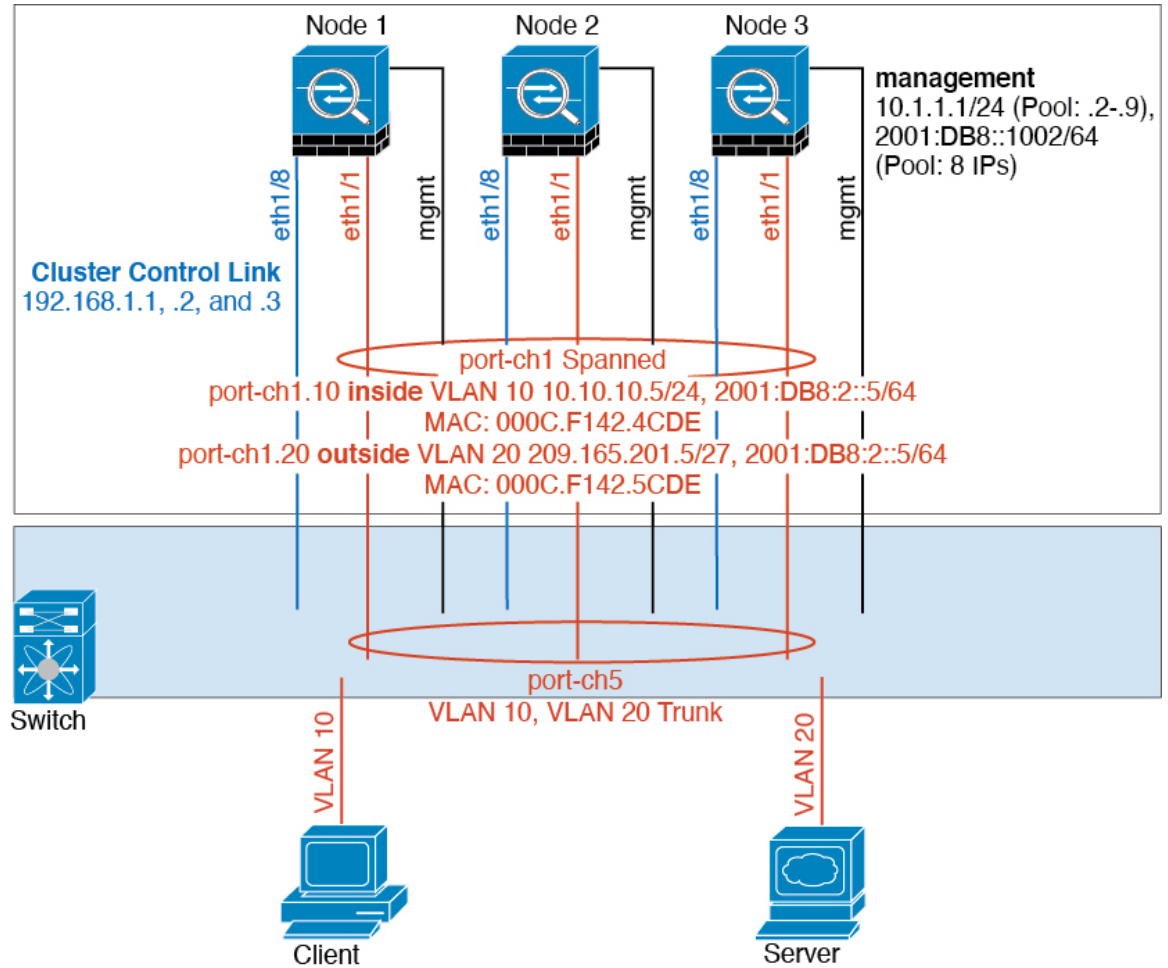 Node 1
Node 2
Node 3
management
10.1.1.1/24 (Pool: .2-.9),
2001:DB8::1002/64
(Pool: 8 IPs)
eth1/8
eth1/1
mgmt
eth1/8
eth1/1
mgmt
eth1/8
eth1/1
mgmt
Cluster Control Link
192.168.1.1, .2, and .3
port-ch1 Spanned
port-ch1.10 inside VLAN 10 10.10.10.5/24, 2001:DB8:2::5/64
MAC: 000C.F142.4CDE
port-ch1.20 outside VLAN 20 209.165.201.5/27, 2001:DB8:2::5/64
MAC: 000C.F142.5CDE
port-ch5
VLAN 10, VLAN 20 Trunk
Switch
VLAN 10
VLAN 20
Client
Server